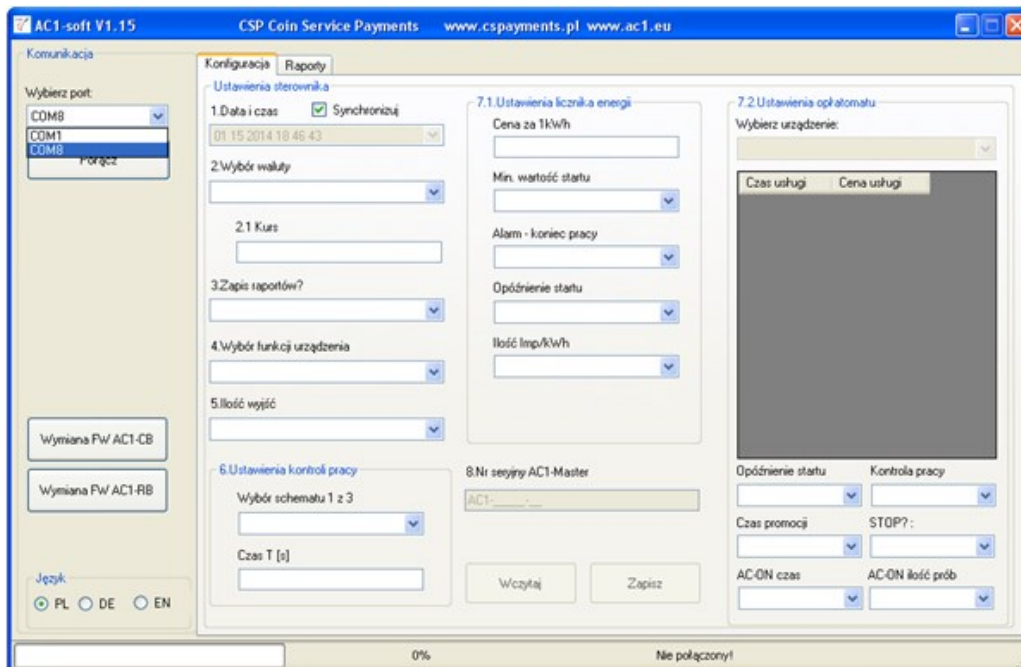 AC1-soft V1.15 CSP Coin Service Payments www.cspayments.pl www.ac1.eu
Komunikacja
Wybierz port:
COM8
COM1
COM8
Połącz
Wymiana FW AC1-CB
Wymiana FW AC1-RB
Język
PL DE EN
Konfiguracja Raporty
Ustawienia sterownika
1.Data i czas Synchronizuj
01 15 2014 18 46 43
2.Wybór waluty
2.1 Kurs
3.Zapis raportów?
4.Wybór funkcji urządzenia
5.Ilość wyjść
6.Ustawienia kontroli pracy
Wybór schematu 1 z 3
Czas T [s]
7.1.Ustawienia licznika energii
Cena za 1kWh
Min. wartość startu
Alarm - koniec pracy
Opóźnienie startu
Ilość Imp/kWh
8.Nr seryjny AC1-Master
AC1-_____-__
Wczytaj Zapisz
7.2.Ustawienia opłatomatu
Wybierz urządzenie:
Czas usługi Cena usługi
Opóźnienie startu Kontrola pracy
Czas promocji STOP? :
AC-ON czas AC-ON ilość prób
0% Nie połączony!